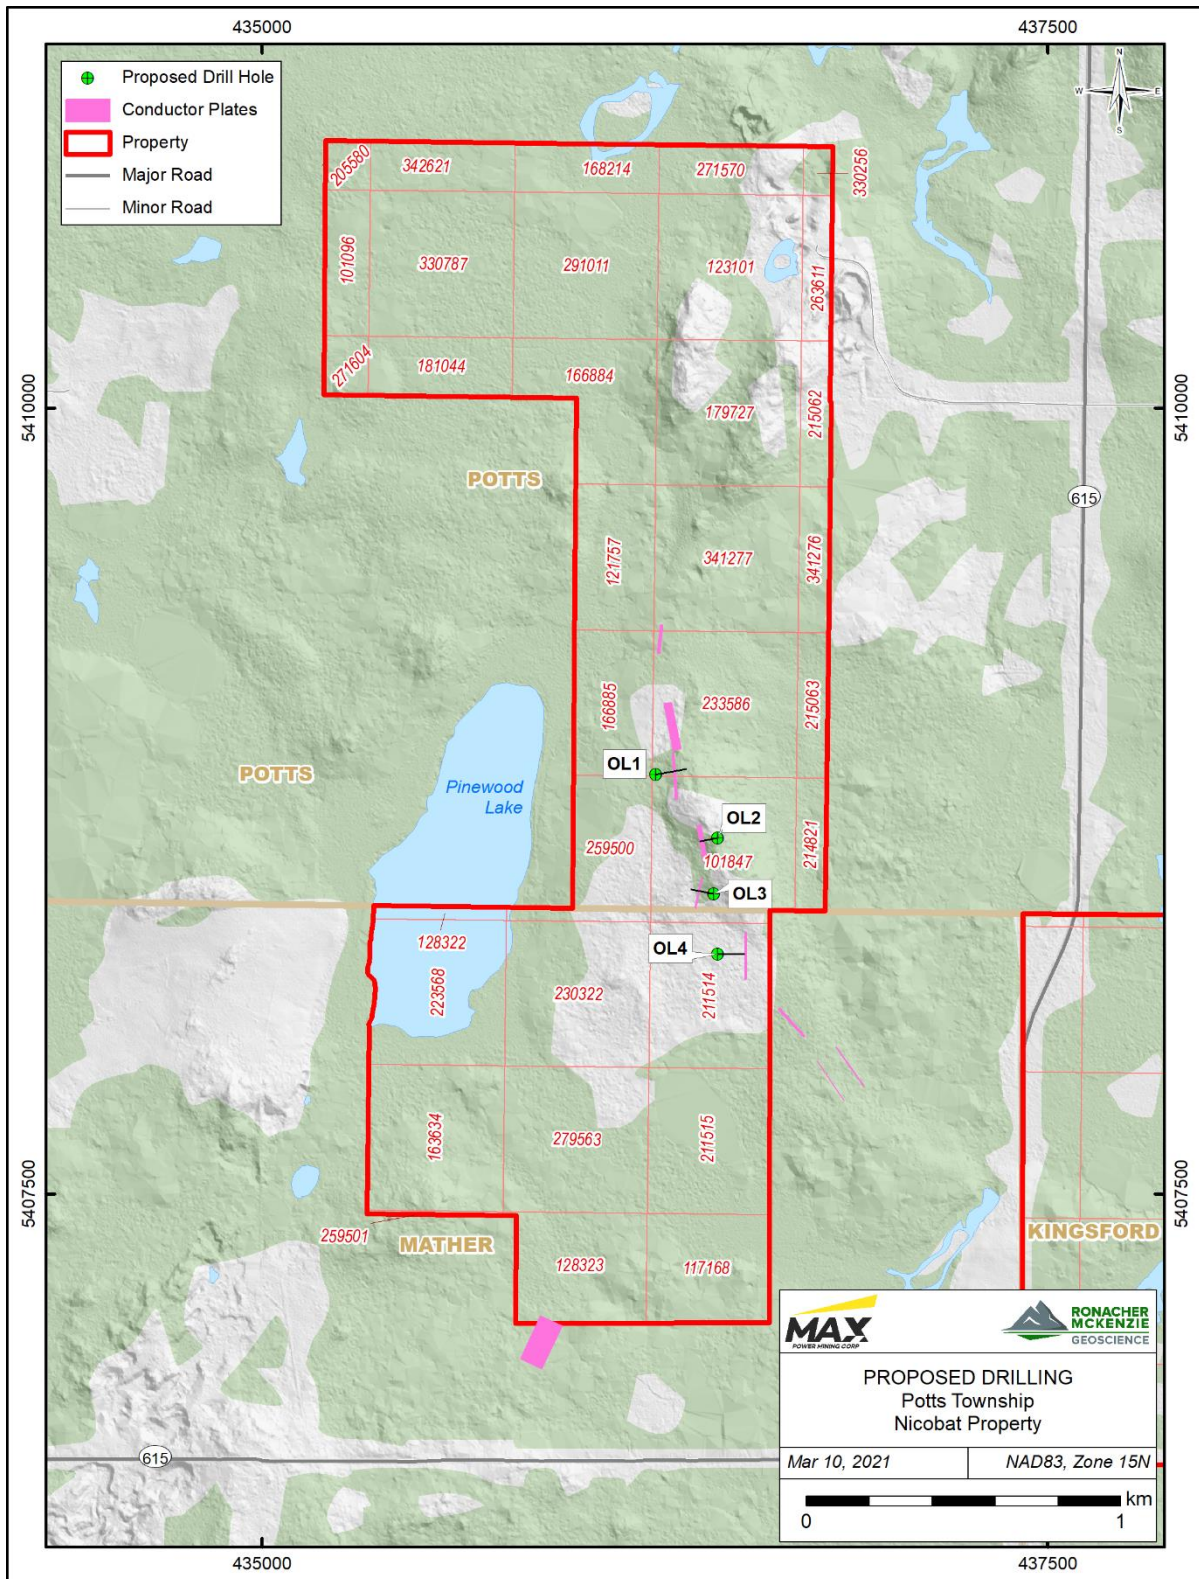 435000
437500
Proposed Drill Hole
Conductor Plates
Property
Major Road
Minor Road
N
W
E
S
205580
342621
168214
271570
330256
101096
330787
291011
123101
263611
271604
181044
166884
179727
215062
5410000
5410000
POTTS
615
121757
341277
341276
166885
233586
215063
POTTS
OL1
Pinewood
Lake
OL2
259500
101847
214821
OL3
128322
OL4
223568
230322
211514
163634
279563
211515
5407500
5407500
259501
MATHER
KINGSFORD
128323
117168
MAX
POWER MINING CORP
RONACHER
MCKENZIE
GEOSCIENCE
PROPOSED DRILLING
Potts Township
Nicobat Property
Mar 10, 2021
NAD83, Zone 15N
km
0
1
615
435000
437500